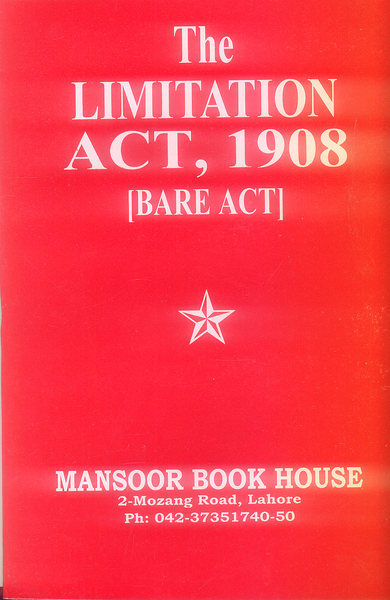 The
LIMITATION
ACT, 1908
[BARE ACT]
MANSOOR BOOK HOUSE
2-Mozang Road, Lahore
Ph: 042-37351740-50